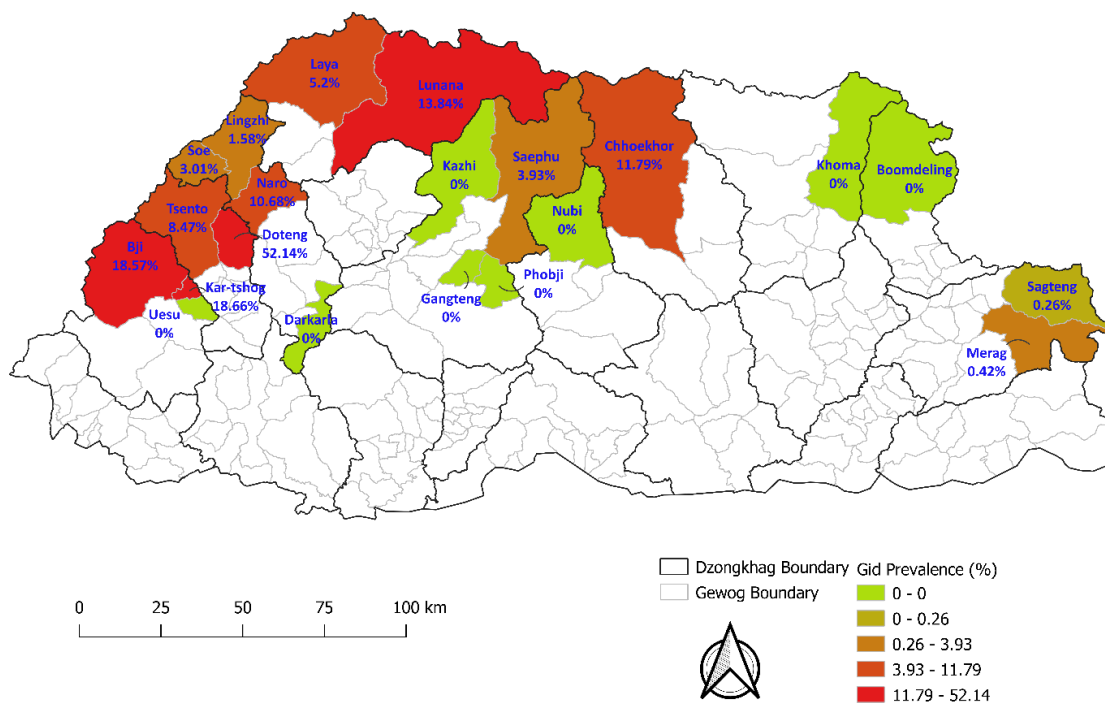 Laya
5.2%
Lunana
13.84%
Lingzhi
1.58%
Soe
3.01%
Naro
10.68%
Tsento
8.47%
Doteng
52.14%
Bji
18.57%
Kar-tshog
18.66%
Uesu
0%
Darkarla
0%
Kazhi
0%
Saephu
3.93%
Chhoekhor
11.79%
Nubi
0%
Gangteng
0%
Phobji
0%
Khoma
0%
Boomdeling
0%
Sagteng
0.26%
Merag
0.42%
0 25 50 75 100 km
Dzongkhag Boundary
Gewog Boundary
Gid Prevalence (%)
0 - 0
0 - 0.26
0.26 - 3.93
3.93 - 11.79
11.79 - 52.14